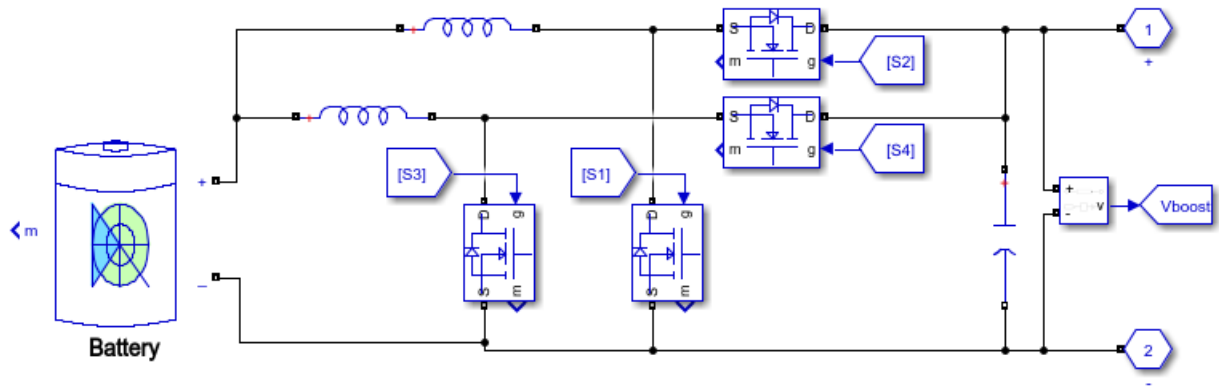 S D
m g
[S2]
1
+
S D
m g
[S4]
[S3]
[S1]
+
m
D g
S m
D g
S m
+
-
v
Vboost
_
Battery
2
-